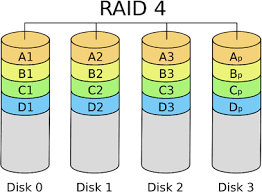 RAID 4
A1 A2 A3 Ap
B1 B2 B3 Bp
C1 C2 C3 Cp
D1 D2 D3 Dp
Disk 0 Disk 1 Disk 2 Disk 3